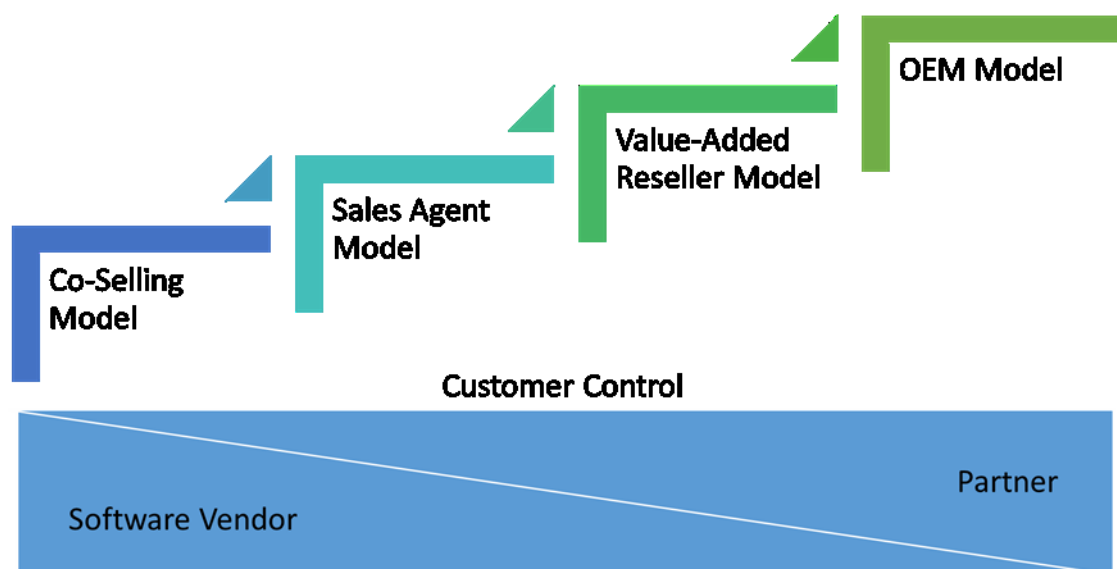 Co-Selling
Model
Sales Agent
Model
Value-Added
Reseller Model
OEM Model
Customer Control
Software Vendor
Partner